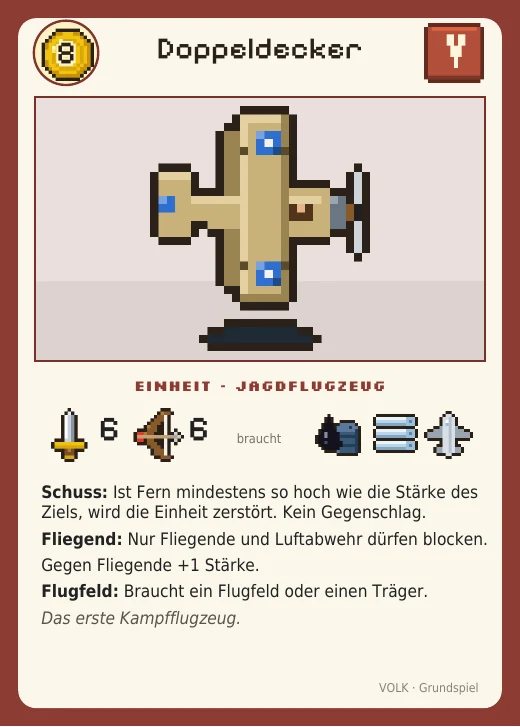 8
Doppeldecker
EINHEIT - JAGDFLUGZEUG
6
6
braucht
Schuss: Ist Fern mindestens so hoch wie die Stärke des
Ziels, wird die Einheit zerstört. Kein Gegenschlag.
Fliegend: Nur Fliegende und Luftabwehr dürfen blocken.
Gegen Fliegende +1 Stärke.
Flugfeld: Braucht ein Flugfeld oder einen Träger.
Das erste Kampfflugzeug.
VOLK · Grundspiel